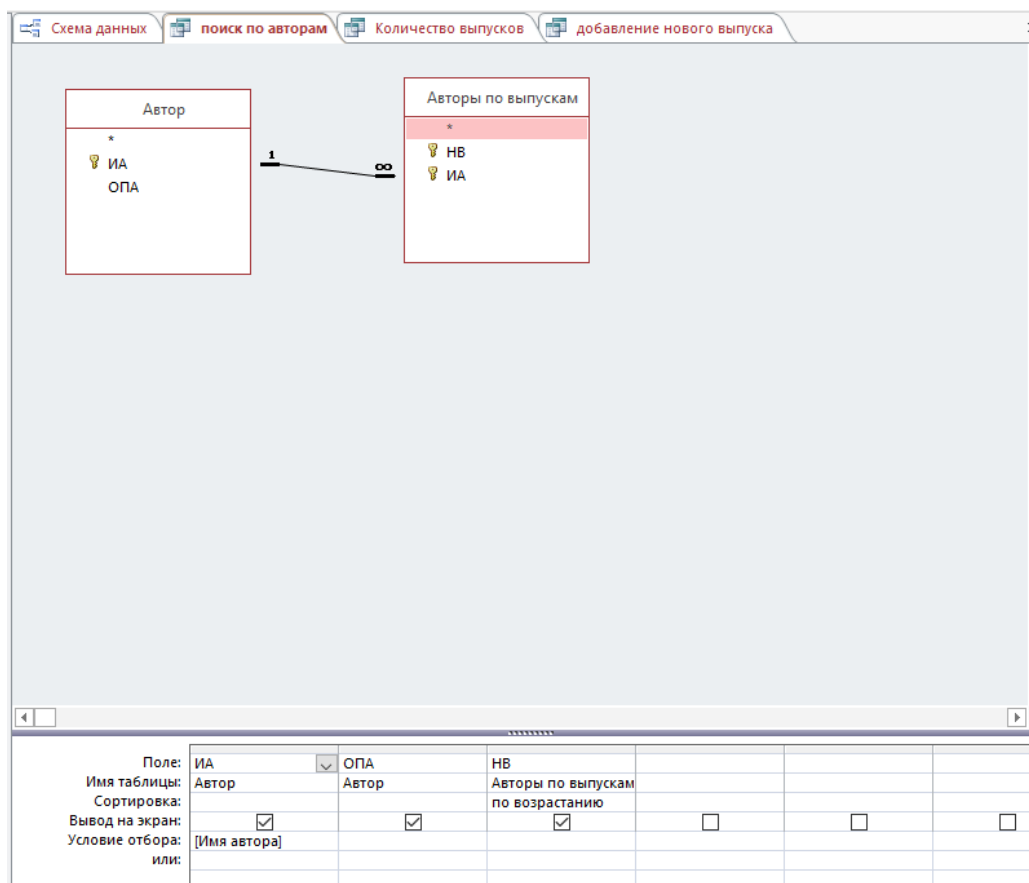 Схема данных поиск по авторам Количество выпусков добавление нового выпуска
Автор
*
ИА
ОПА
1 ∞
Авторы по выпускам
*
НВ
ИА
Поле: ИА ОПА НВ
Имя таблицы: Автор Автор Авторы по выпускам
Сортировка: по возрастанию
Вывод на экран:
Условие отбора: [Имя автора]
или: